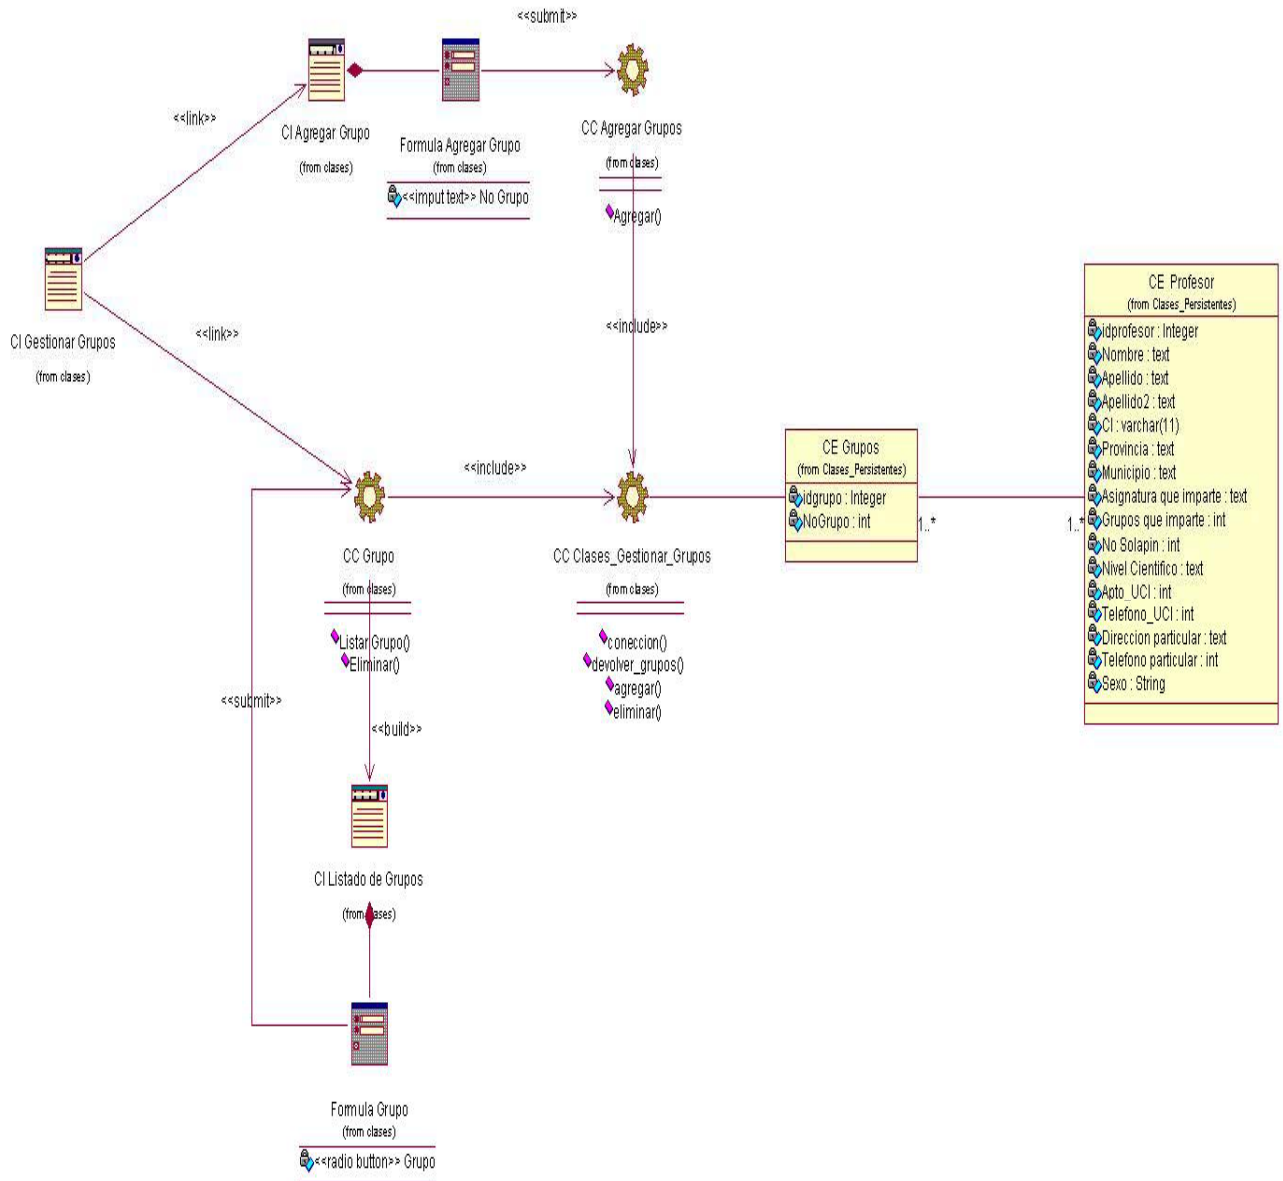 <<submit>>
<<link>>
CI Agregar Grupo
(from clases)
Formula Agregar Grupo
(from clases)
<<imput text>> No Grupo
CC Agregar Grupos
(from clases)
Agregar()
CI Gestionar Grupos
(from clases)
<<link>>
<<include>>
CE Profesor
(from Clases_Persistentes)
idprofesor : Integer
Nombre : text
Apellido : text
Apellido2 : text
CI : varchar(11)
Provincia : text
Municipio : text
Asignatura que imparte : text
Grupos que imparte : int
No Solapin : int
Nivel Cientifico : text
Apto_UCI : int
Telefono_UCI : int
Direccion particular : text
Telefono particular : int
Sexo : String
CE Grupos
(from Clases_Persistentes)
idgrupo : Integer
NoGrupo : int
1..*
1..*
<<include>>
CC Grupo
(from clases)
Listar Grupo()
Eliminar()
CC Clases_Gestionar_Grupos
(from clases)
coneccion()
devolver_grupos()
agregar()
eliminar()
<<submit>>
<<build>>
CI Listado de Grupos
(from clases)
Formula Grupo
(from clases)
<<radio button>> Grupo